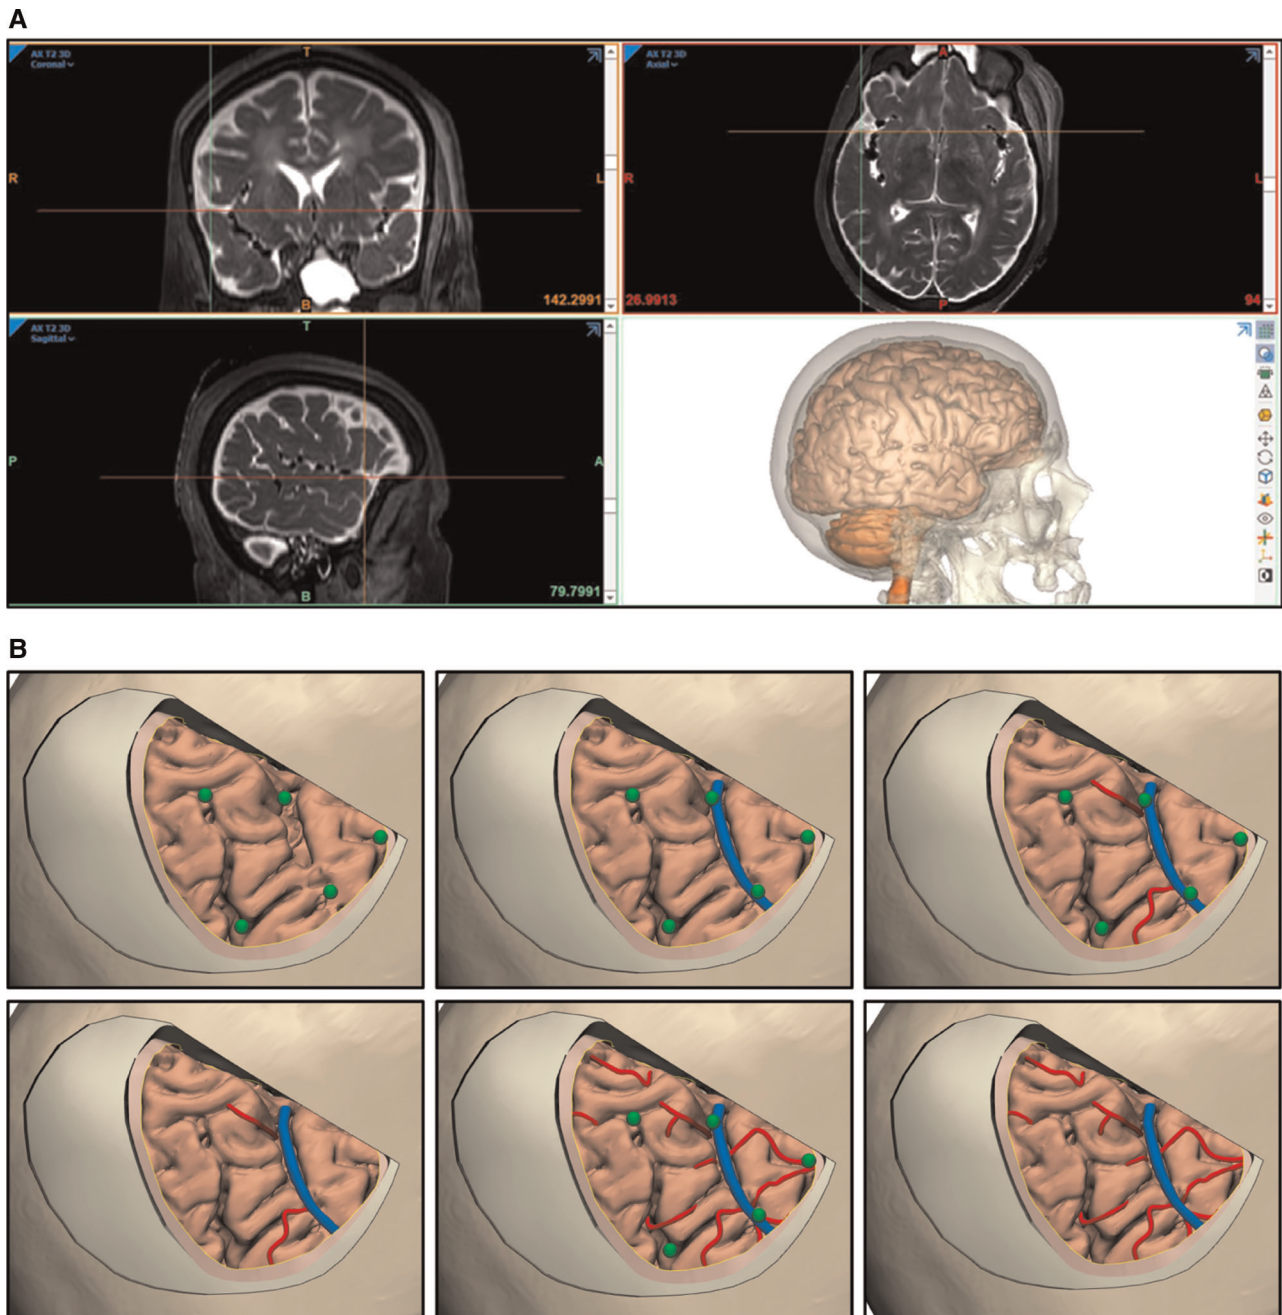 A
AX T2 3D
Coronal
T
R
L
B
142.2991
AX T2 3D
Axial
A
R
L
P
26.9913
94
AX T2 3D
Sagittal
T
P
A
B
79.7991
B